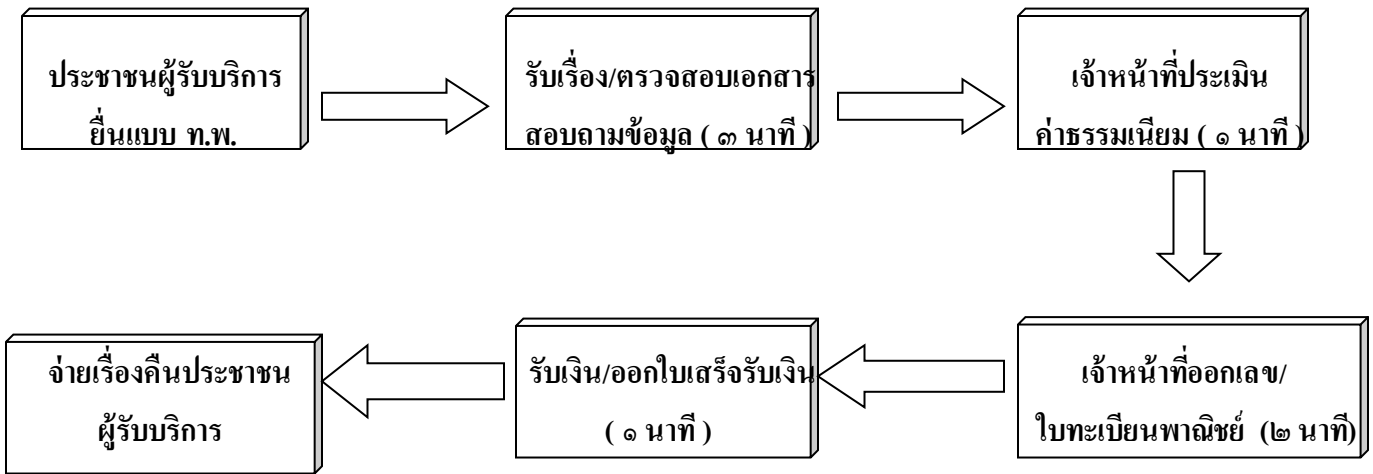 ประชาชนผู้รับบริการ
ยื่นแบบ ท.พ.
รับเรื่อง/ตรวจสอบเอกสาร
สอบถามข้อมูล ( ๓ นาที )
เจ้าหน้าที่ประเมิน
ค่าธรรมเนียม ( ๑ นาที )
เจ้าหน้าที่ออกเลข/
ใบทะเบียนพาณิชย์ (๒ นาที)
รับเงิน/ออกใบเสร็จรับเงิน
( ๑ นาที )
จ่ายเรื่องคืนประชาชน
ผู้รับบริการ